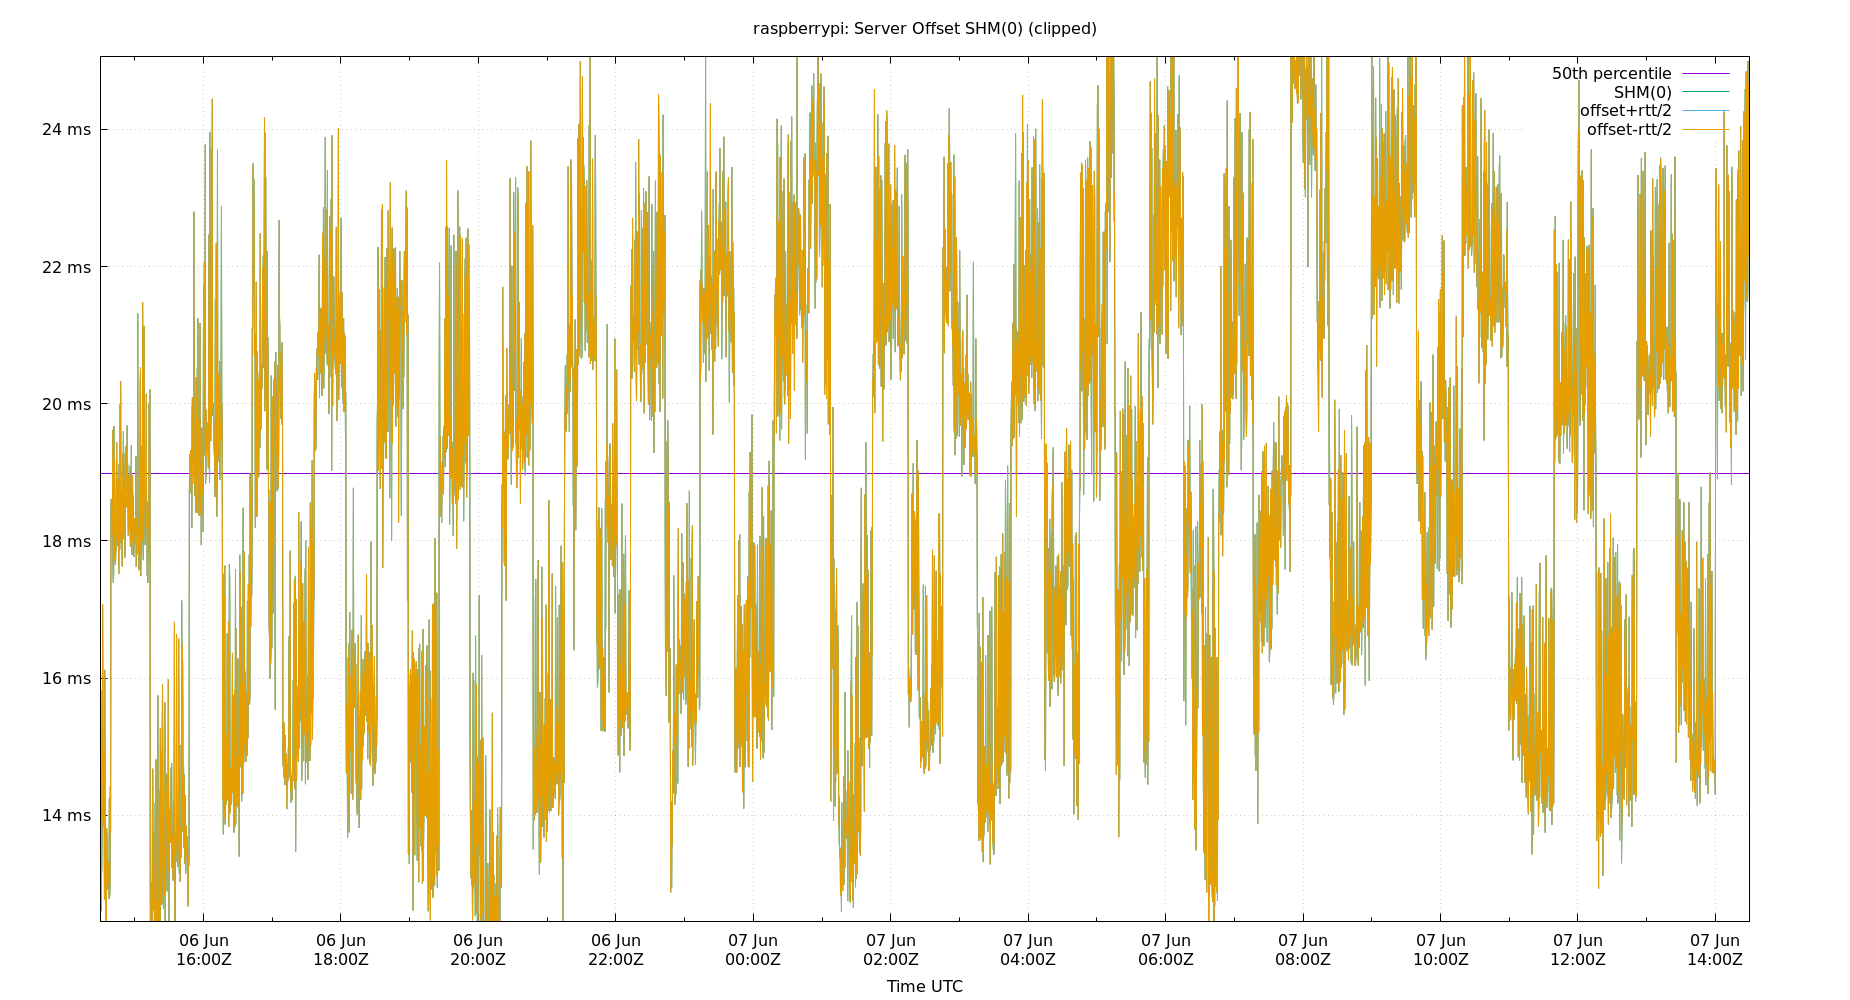 raspberrypi: Server Offset SHM(0) (clipped)
50th percentile
SHM(0)
offset+rtt/2
offset-rtt/2
24 ms
22 ms
20 ms
18 ms
16 ms
14 ms
06 Jun 06 Jun 06 Jun 06 Jun 07 Jun 07 Jun 07 Jun 07 Jun 07 Jun 07 Jun 07 Jun 07 Jun
16:00Z 18:00Z 20:00Z 22:00Z 00:00Z 02:00Z 04:00Z 06:00Z 08:00Z 10:00Z 12:00Z 14:00Z
Time UTC